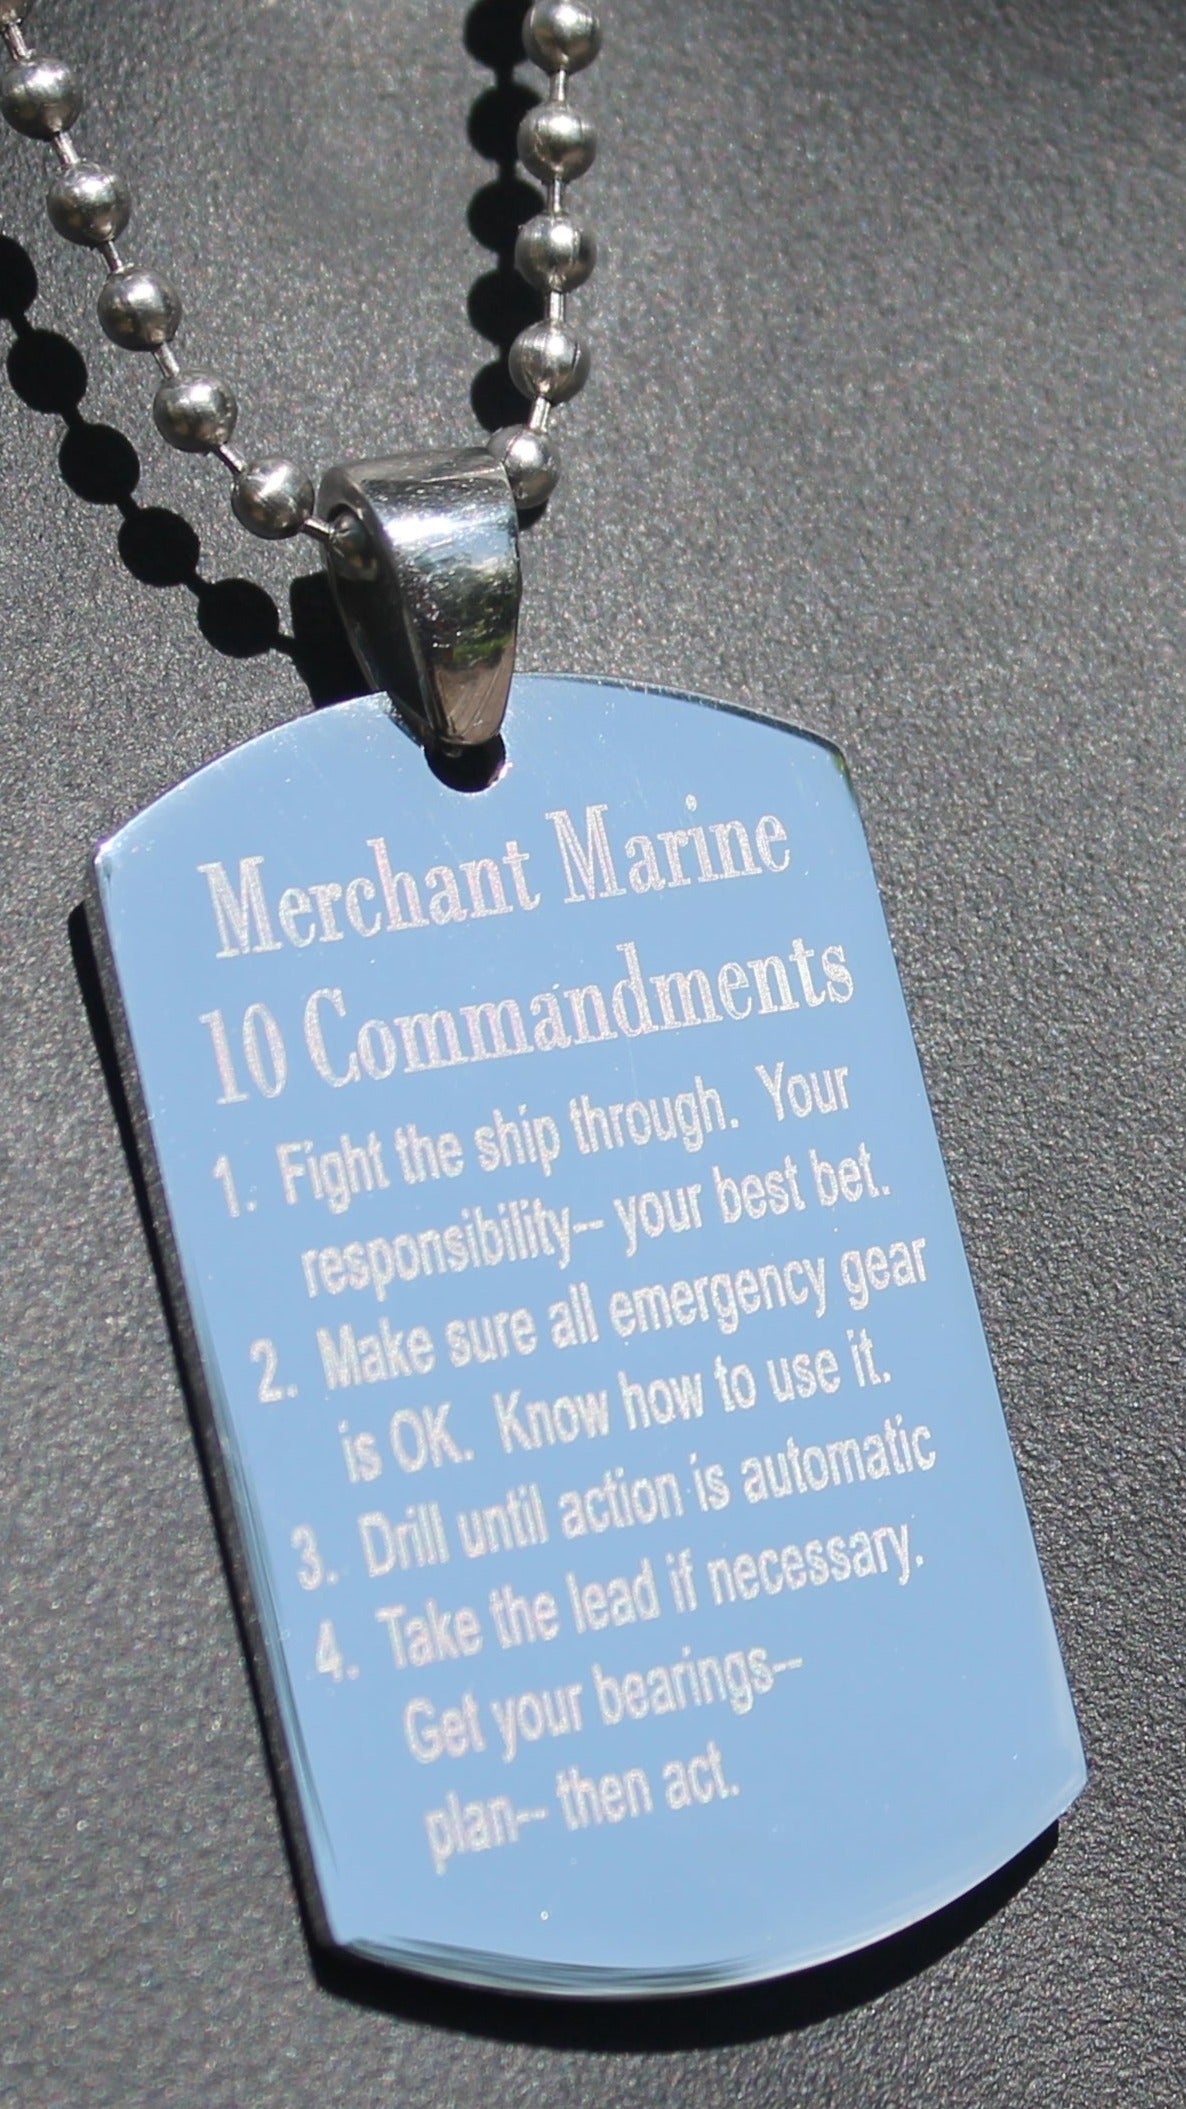 Merchant Marine
10 Commandments
1. Fight the ship through. Your
responsibility-- your best bet.
2. Make sure all emergency gear
is OK. Know how to use it.
3. Drill until action is automatic
4. Take the lead if necessary.
Get your bearings--
plan-- then act.